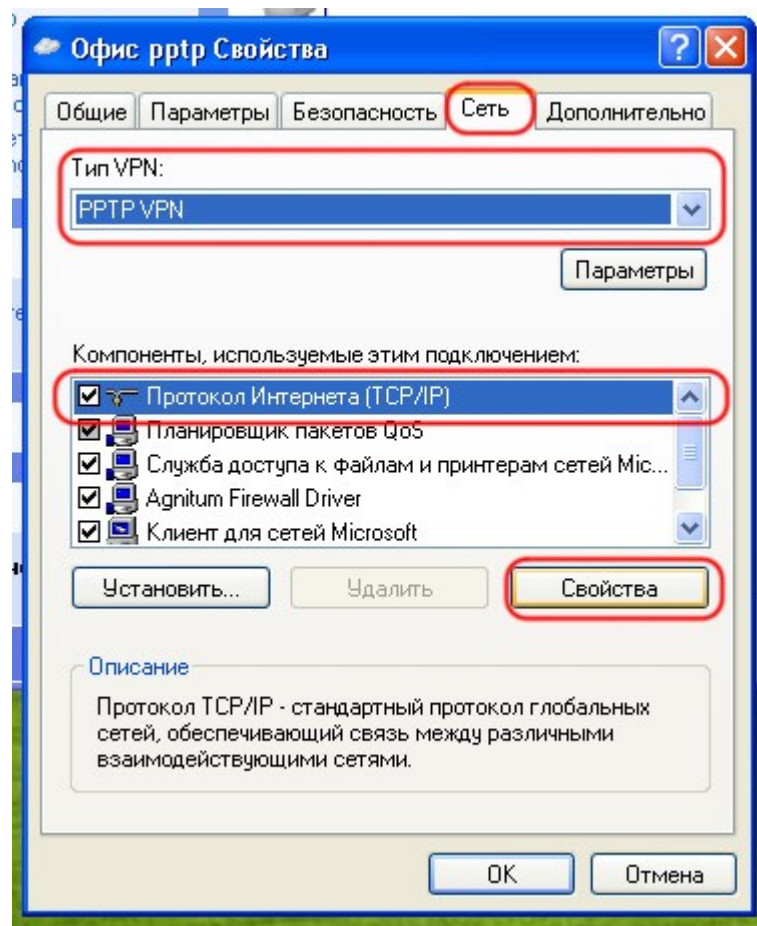 Офис pptp Свойства
Общие Параметры Безопасность Сеть Дополнительно
Тип VPN:
PPTP VPN
Параметры
Компоненты, используемые этим подключением:
Протокол Интернета (TCP/IP)
Планировщик пакетов QoS
Служба доступа к файлам и принтерам сетей Mic...
Agnitum Firewall Driver
Клиент для сетей Microsoft
Установить... Удалить Свойства
Описание
Протокол TCP/IP - стандартный протокол глобальных
сетей, обеспечивающий связь между различными
взаимодействующими сетями.
OK Отмена